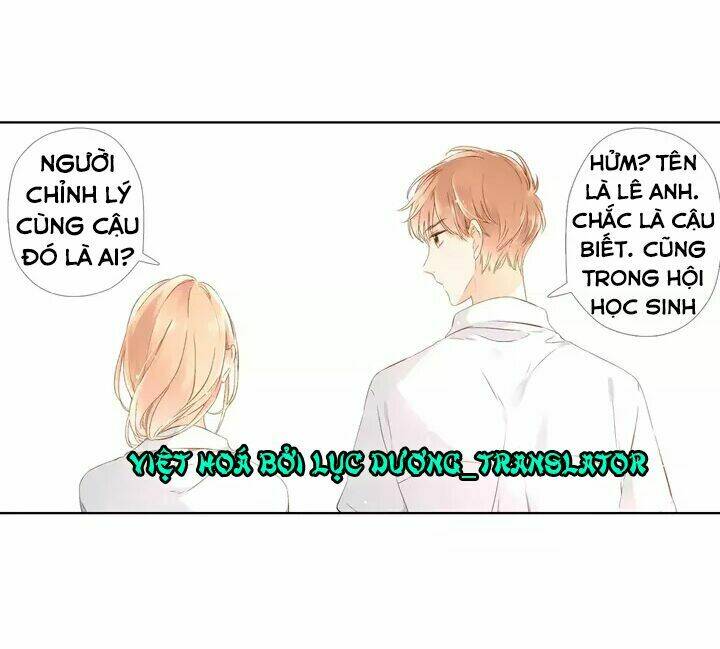 NGƯỜI
CHỈNH LÝ
CÙNG CẬU
ĐÓ LÀ AI?
HỬM? TÊN
LÀ LÊ ANH.
CHẮC LÀ CẬU
BIẾT. CŨNG
TRONG HỘI
HỌC SINH
VIỆT HOÁ BỞI LỤC DƯƠNG_TRANSLATOR